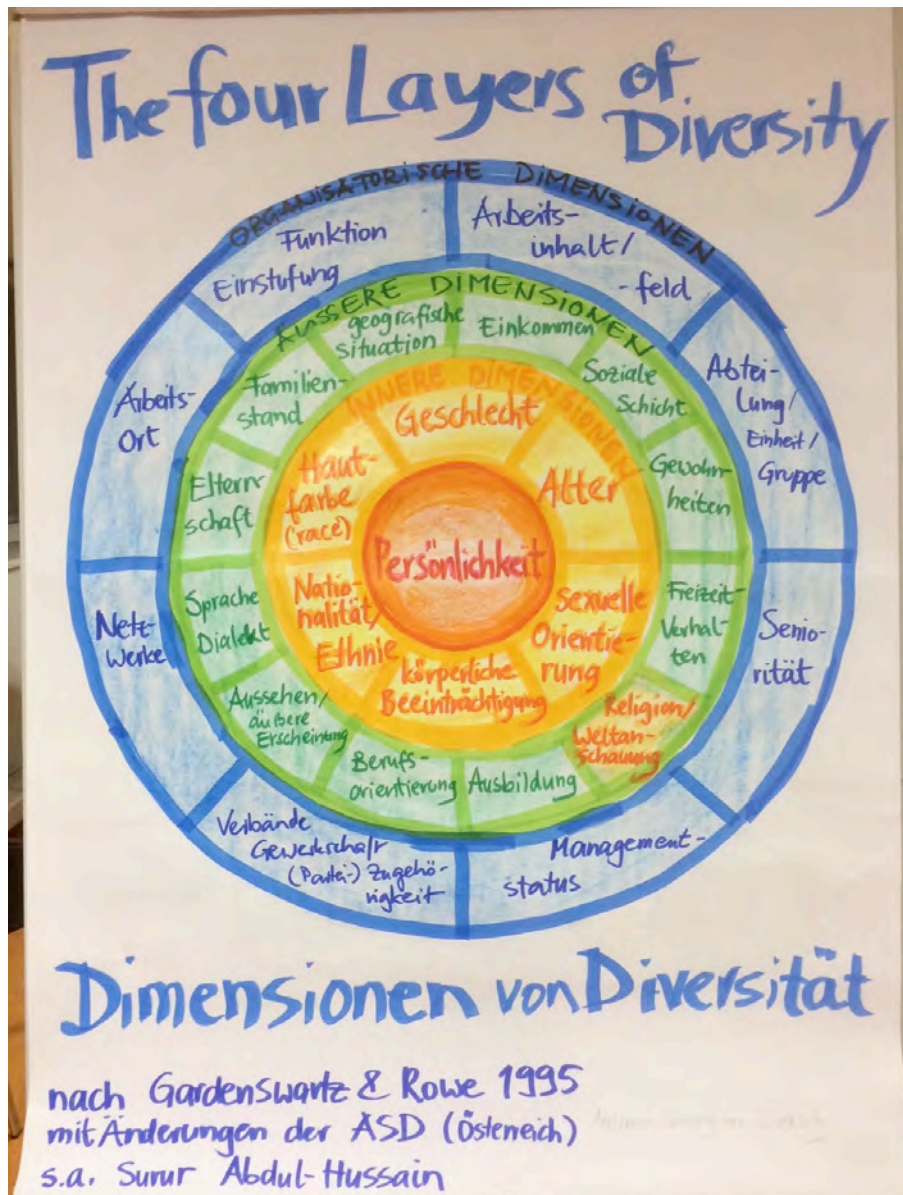 The four Layers of
Diversity
ORGANISATORISCHE DIMENSIONEN
Funktion
Einstufung
Arbeits-
inhalt/
-feld
Abtei-
lung/
Einheit/
Gruppe
Senio-
rität
Management-
status
Verbände
Gewerkschaft
(Partei-) Zugehö-
rigkeit
Netz-
werke
Arbeits-
Ort
ÄUSSERE DIMENSIONEN
geografische
situation
Einkommen
Soziale
Schicht
Gewohn-
heiten
Freizeit-
Verhal-
ten
Religion/
Weltan-
schauung
Ausbildung
Berufs-
orientierung
Aussehen/
äußere
Erscheinung
Sprache
Dialekt
Eltern-
schaft
Familien-
stand
INNERE DIMENSIONEN
Geschlecht
Alter
Sexuelle
Orientie-
rung
körperliche
Beeinträchtigung
Natio-
nalität/
Ethnie
Haut-
farbe
(race)
Persönlichkeit
Dimensionen von Diversität
nach Gardenswartz & Rowe 1995
mit Änderungen der ASD (Österreich)
s.a. Surur Abdul-Hussain